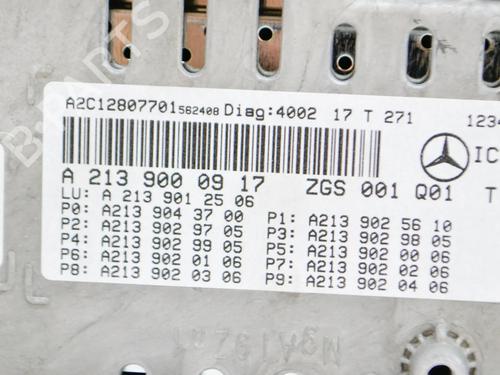 A2C12807701562408 Diag:4002 17 T 271 1234
IC
A 213 900 09 17 ZGS 001 Q01 T
LU: A 213 901 25 06
P0: A213 904 37 00 P1: A213 902 56 10
P2: A213 902 97 05 P3: A213 902 98 05
P4: A213 902 99 05 P5: A213 902 00 06
P6: A213 902 01 06 P7: A213 902 02 06
P8: A213 902 03 06 P9: A213 902 04 06